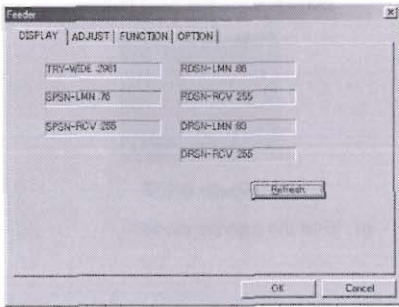 Feeder
DISPLAY ADJUST FUNCTION OPTION
TRY-WIDE :2961 RDSN-LMN :86
SPSN-LMN :76 RDSN-RCV :255
SPSN-RCV :255 DRSN-LMN :83
DRSN-RCV :255
Refresh
OK Cancel